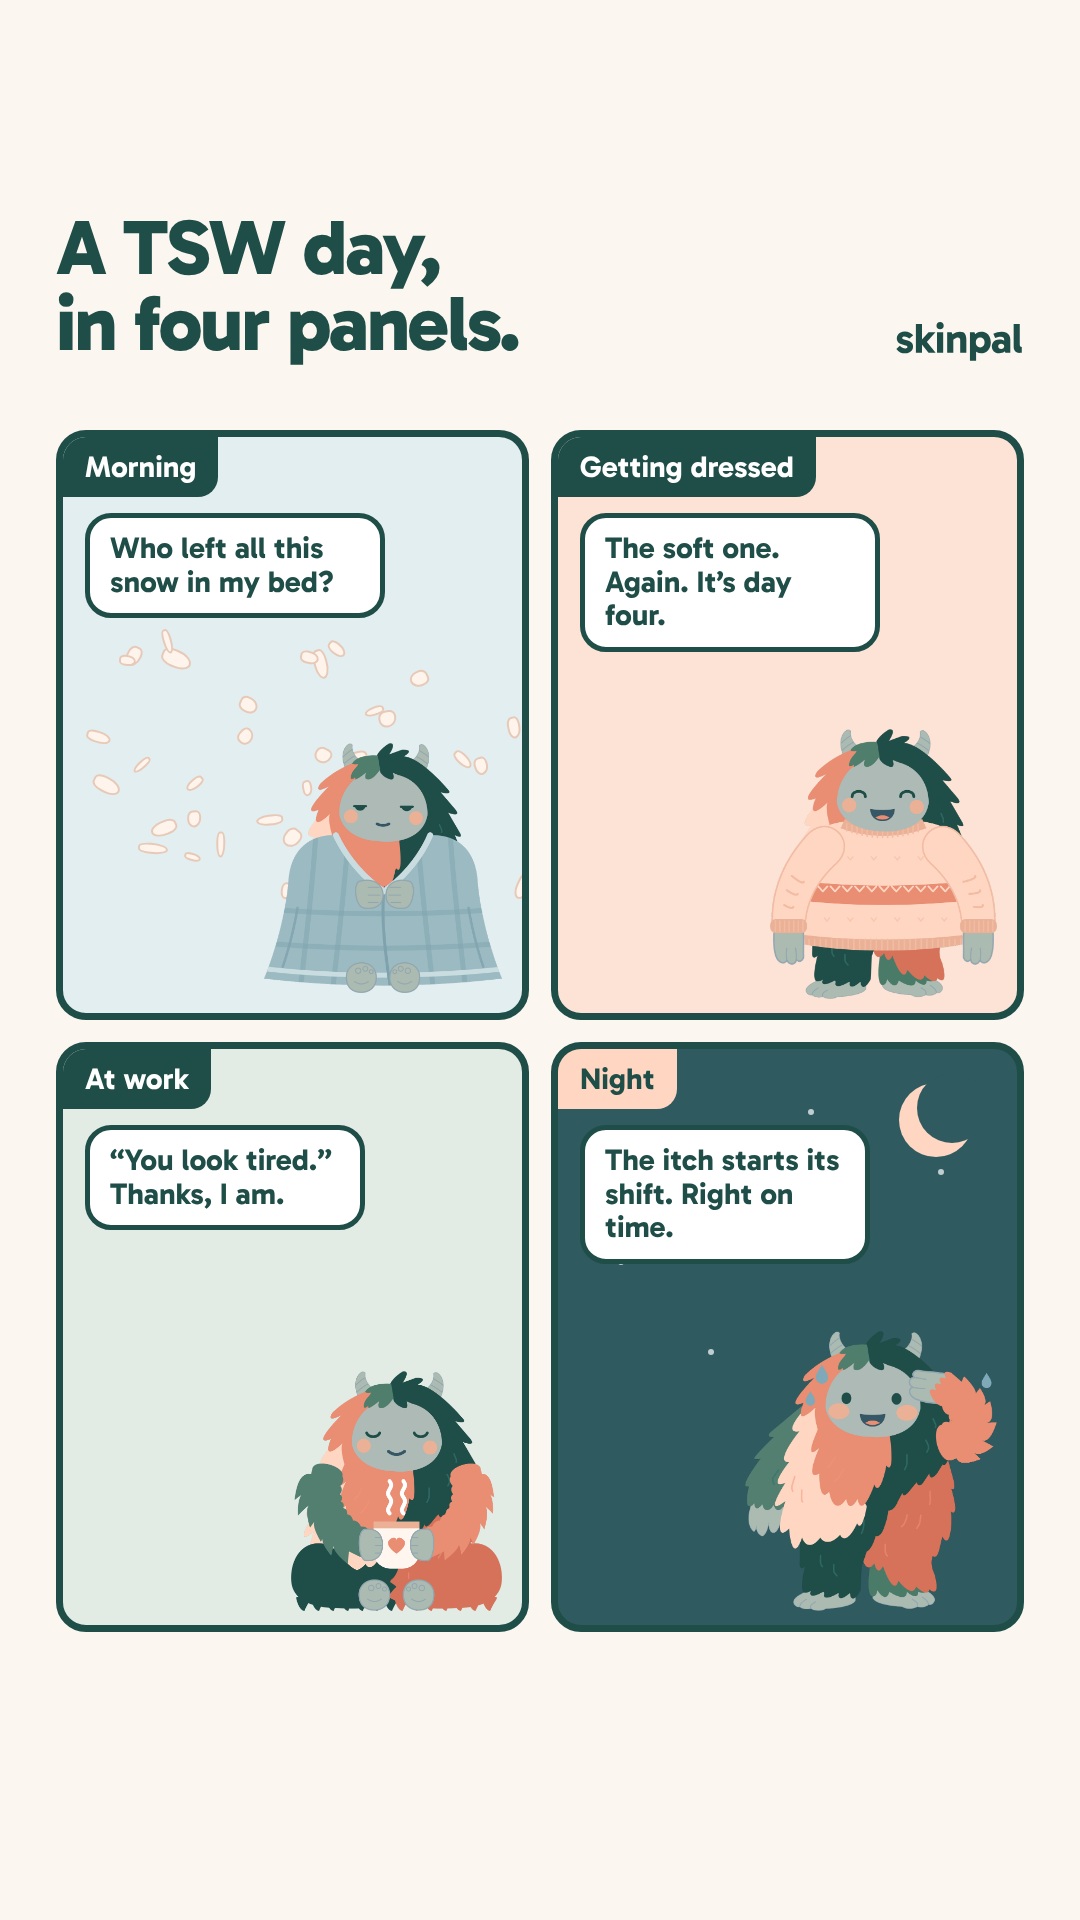 A TSW day,
in four panels.
skinpal
Morning
Who left all this
snow in my bed?
Getting dressed
The soft one.
Again. It’s day
four.
At work
“You look tired.”
Thanks, I am.
Night
The itch starts its
shift. Right on
time.